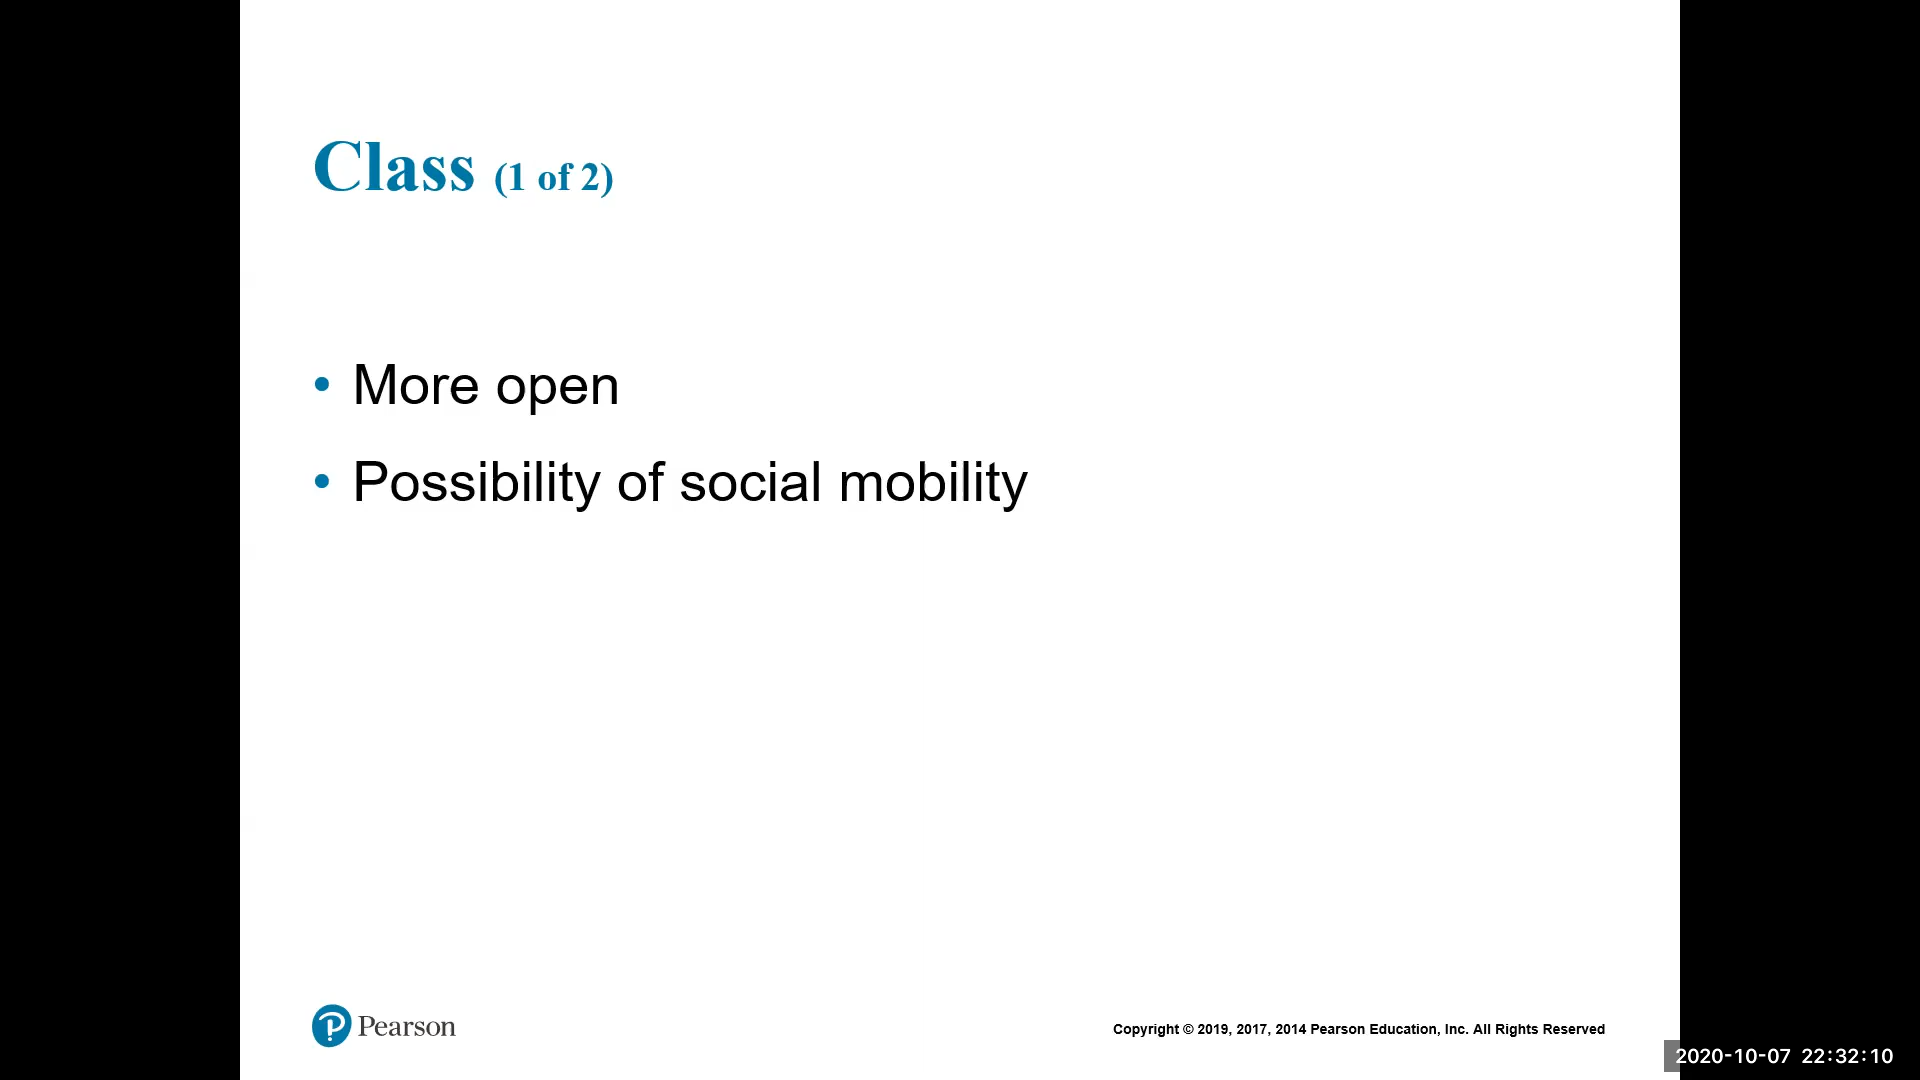 Class (1 of 2)
• More open
• Possibility of social mobility
Pearson
Copyright © 2019, 2017, 2014 Pearson Education, Inc. All Rights Reserved
2020-10-07 22:32:10